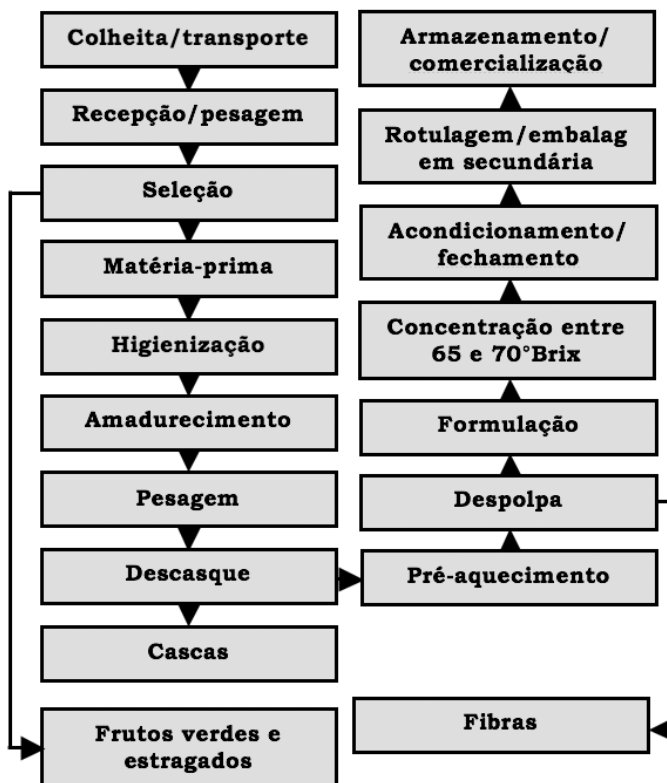 Colheita/transporte
Recepção/pesagem
Seleção
Matéria-prima
Higienização
Amadurecimento
Pesagem
Descasque
Cascas
Frutos verdes e
estragados
Armazenamento/
comercialização
Rotulagem/embalag
em secundária
Acondicionamento/
fechamento
Concentração entre
65 e 70°Brix
Formulação
Despolpa
Pré-aquecimento
Fibras